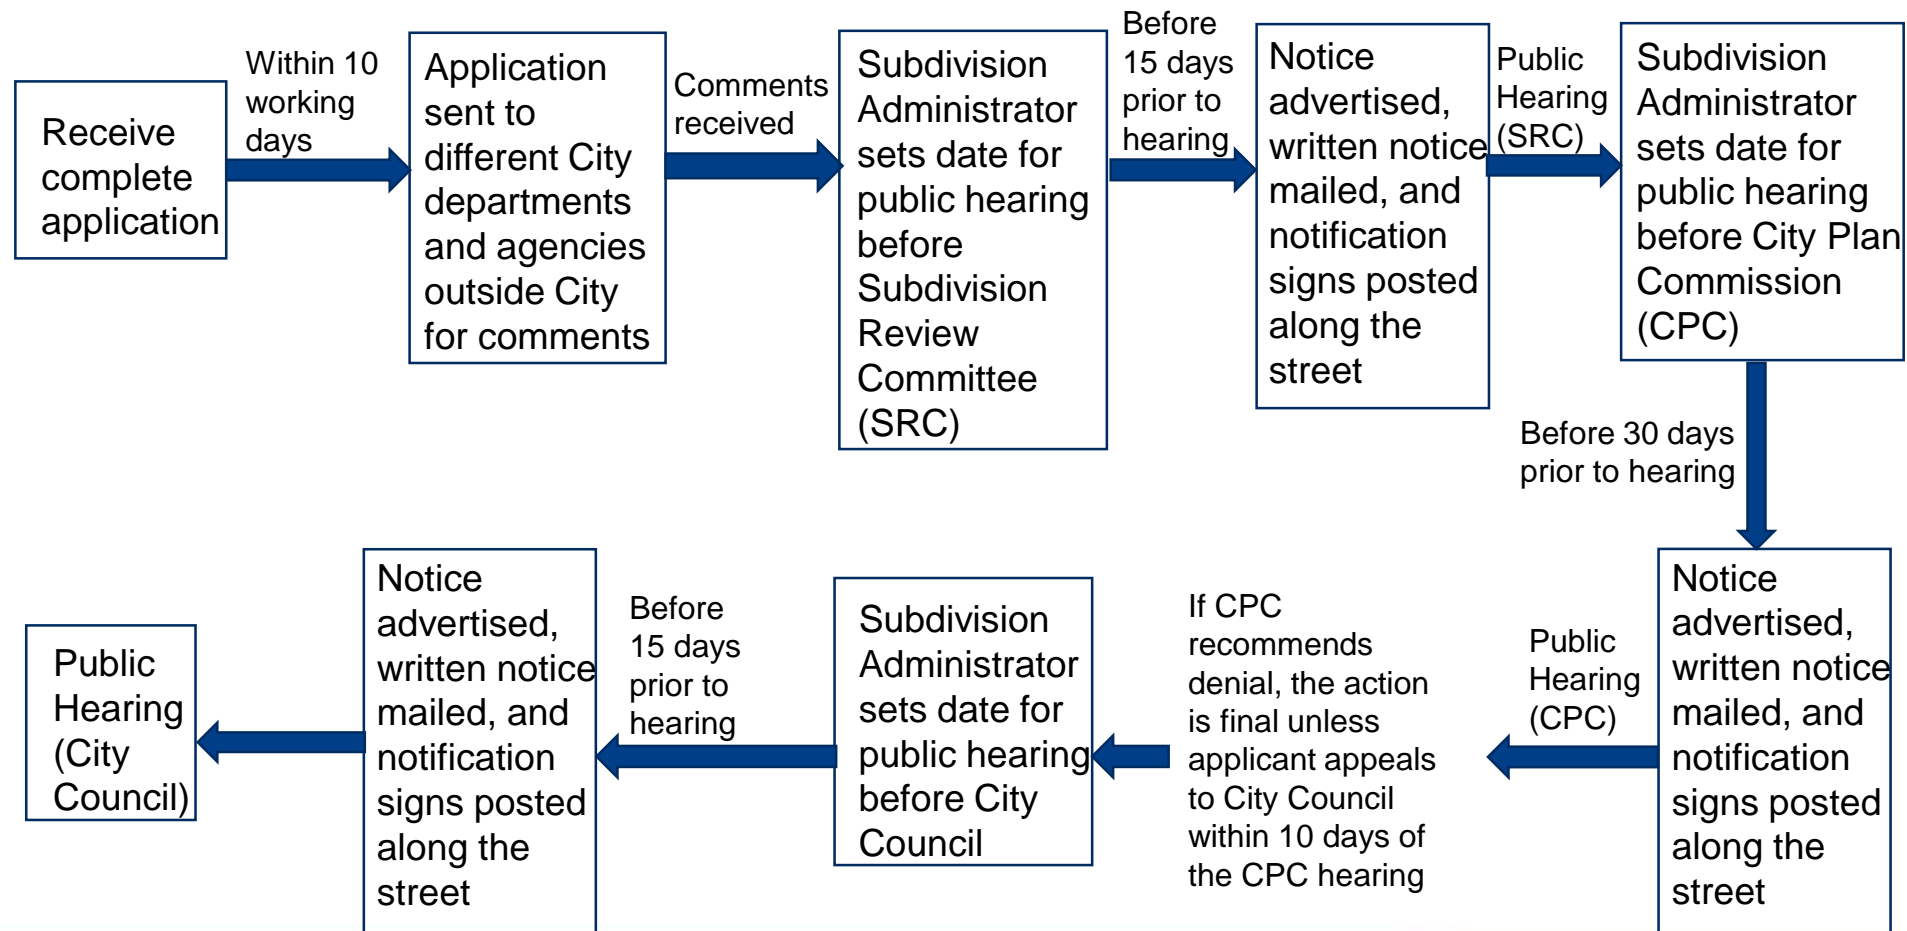 Receive
complete
application
Within 10
working
days
Application
sent to
different City
departments
and agencies
outside City
for comments
Comments
received
Subdivision
Administrator
sets date for
public hearing
before
Subdivision
Review
Committee
(SRC)
Before
15 days
prior to
hearing
Notice
advertised,
written notice
mailed, and
notification
signs posted
along the
street
Public
Hearing
(SRC)
Subdivision
Administrator
sets date for
public hearing
before City Plan
Commission
(CPC)
Before 30 days
prior to hearing
Notice
advertised,
written notice
mailed, and
notification
signs posted
along the
street
Public
Hearing
(CPC)
If CPC
recommends
denial, the action
is final unless
applicant appeals
to City Council
within 10 days of
the CPC hearing
Subdivision
Administrator
sets date for
public hearing
before City
Council
Before
15 days
prior to
hearing
Notice
advertised,
written notice
mailed, and
notification
signs posted
along the
street
Public
Hearing
(City
Council)